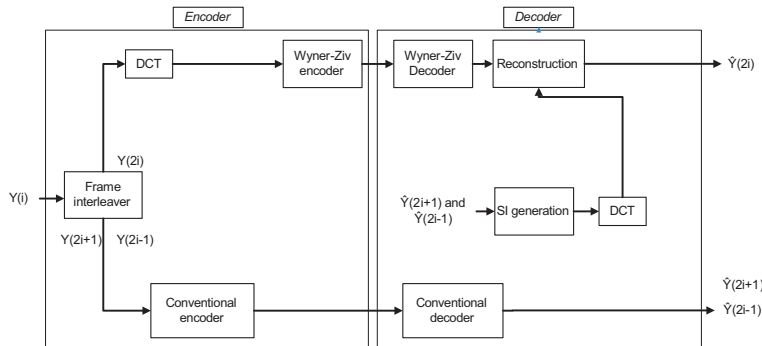 Encoder
Decoder
DCT
Wyner-Ziv
encoder
Wyner-Ziv
Decoder
Reconstruction
Ŷ(2i)
Y(2i)
Y(i)
Frame
interleaver
Ŷ(2i+1) and
Ŷ(2i-1)
SI generation
DCT
Y(2i+1) Y(2i-1)
Conventional
encoder
Conventional
decoder
Ŷ(2i+1)
Ŷ(2i-1)